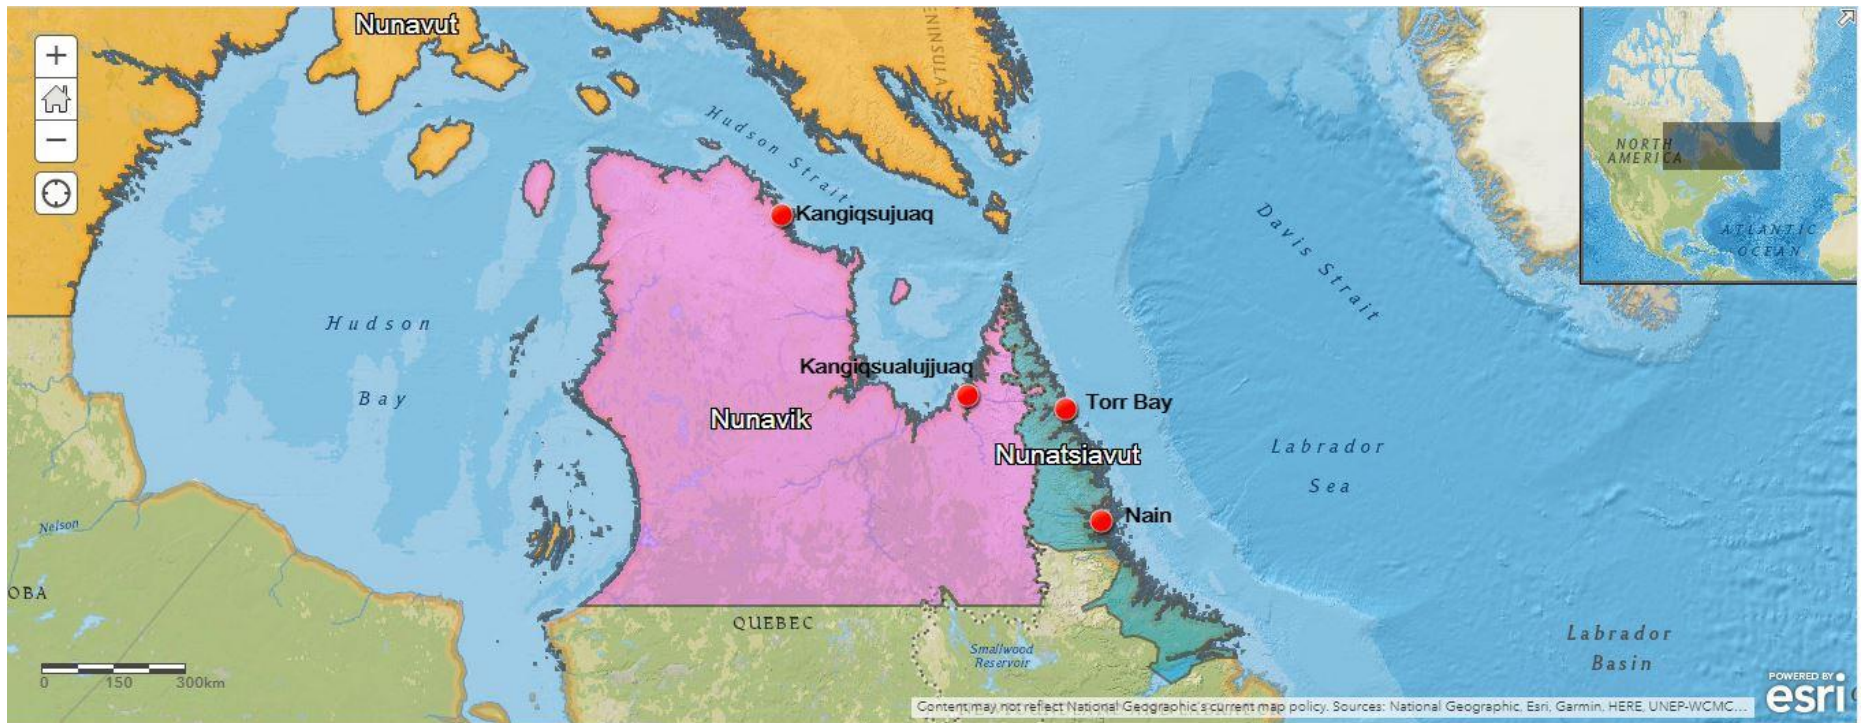 Nunavut
ENINSULA
+
−
Hudson Strait
NORTH
AMERICA
ATLANTIC
OCEAN
Kangiqsujuaq
Davis Strait
Hudson
Bay
Kangiqsualujjuaq
Torr Bay
Nunavik
Nunatsiavut
Labrador
Sea
Nain
Nelson
OBA
QUEBEC
Smallwood
Reservoir
Labrador
Basin
0 150 300km
POWERED BY
esri
Content may not reflect National Geographic's current map policy. Sources: National Geographic, Esri, Garmin, HERE, UNEP-WCMC...